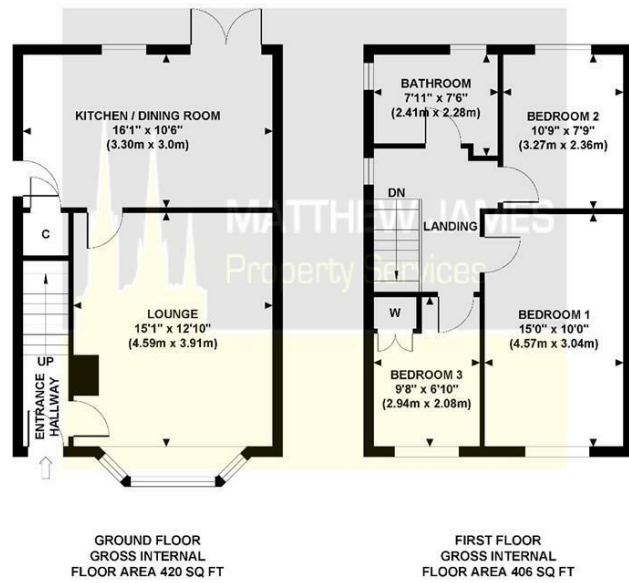 KITCHEN / DINING ROOM
16'1" x 10'6"
(3.30m x 3.0m)
C
LOUNGE
15'1" x 12'10"
(4.59m x 3.91m)
UP
ENTRANCE
HALLWAY
BATHROOM
7'11" x 7'6"
(2.41m x 2.28m)
BEDROOM 2
10'9" x 7'9"
(3.27m x 2.36m)
DN
LANDING
MATTHEW JAMES
Property Services
W
BEDROOM 1
15'0" x 10'0"
(4.57m x 3.04m)
BEDROOM 3
9'8" x 6'10"
(2.94m x 2.08m)
GROUND FLOOR
GROSS INTERNAL
FLOOR AREA 420 SQ FT
FIRST FLOOR
GROSS INTERNAL
FLOOR AREA 406 SQ FT